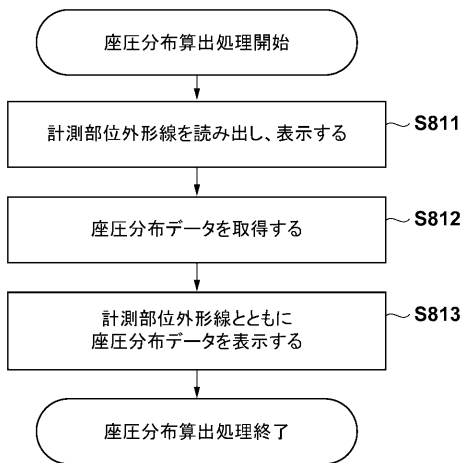 座圧分布算出処理開始
計測部位外形線を読み出し、表示する
S811
座圧分布データを取得する
S812
計測部位外形線とともに
座圧分布データを表示する
S813
座圧分布算出処理終了